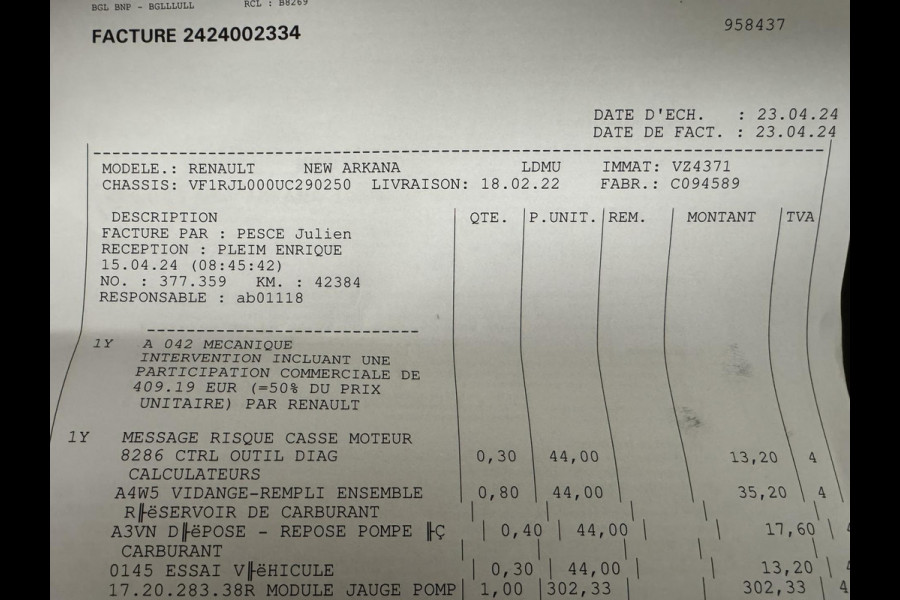 BGL BNP - BGLLLULL RCL : B8269
FACTURE 2424002334
958437
DATE D'ECH. : 23.04.24
DATE DE FACT. : 23.04.24
MODELE.: RENAULT NEW ARKANA LDMU IMMAT: VZ4371
CHASSIS: VF1RJL000UC290250 LIVRAISON: 18.02.22 FABR.: C094589
DESCRIPTION QTE. P.UNIT. REM. MONTANT TVA
FACTURE PAR : PESCE Julien
RECEPTION : PLEIM ENRIQUE
15.04.24 (08:45:42)
NO. : 377.359 KM. : 42384
RESPONSABLE : ab01118
1Y A 042 MECANIQUE
INTERVENTION INCLUANT UNE
PARTICIPATION COMMERCIALE DE
409.19 EUR (=50% DU PRIX
UNITAIRE) PAR RENAULT
1Y MESSAGE RISQUE CASSE MOTEUR
8286 CTRL OUTIL DIAG 0,30 44,00 13,20 4
CALCULATEURS
A4W5 VIDANGE-REMPLI ENSEMBLE 0,80 44,00 35,20 4
R╟ëSERVOIR DE CARBURANT
A3VN D╟ëPOSE - REPOSE POMPE ╟Ç 0,40 44,00 17,60 4
CARBURANT
0145 ESSAI V╟ëHICULE 0,30 44,00 13,20 4
17.20.283.38R MODULE JAUGE POMP 1,00 302,33 302,33 4